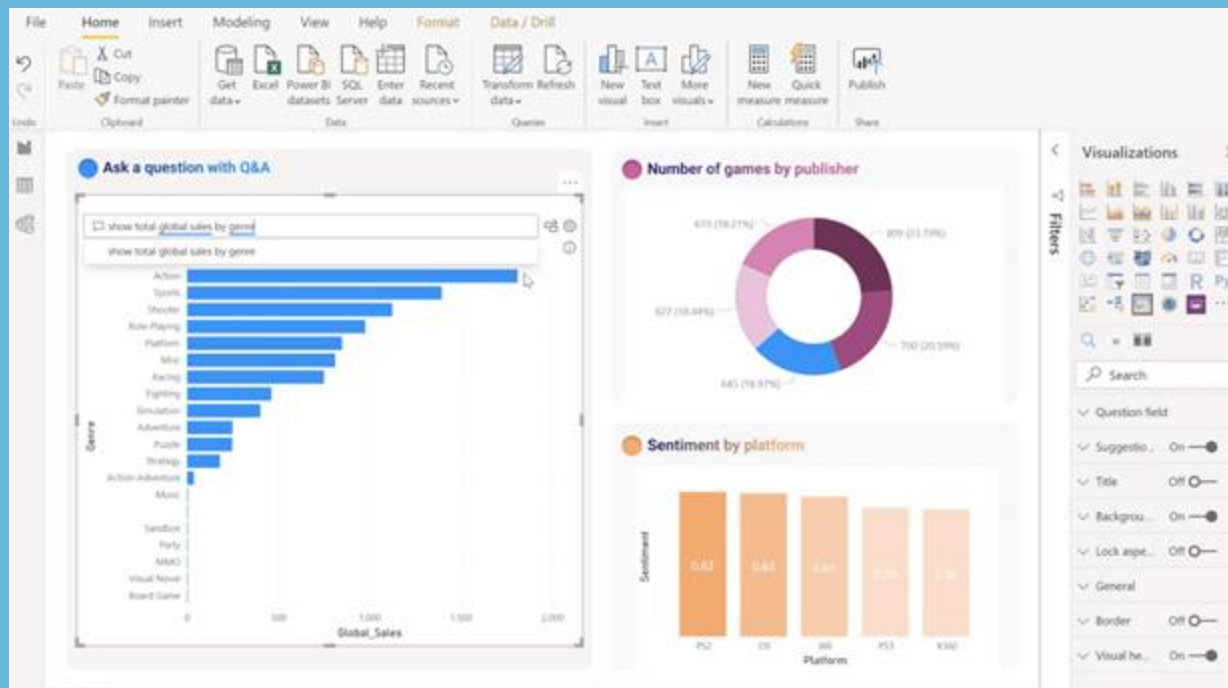 File Home Insert Modeling View Help Format Data / Drill
Paste
Cut
Copy
Format painter
Get data
Excel
Power BI datasets
SQL Server
Enter data
Recent sources
Transform data
Refresh
New visual
Text box
More visuals
New measure
Quick measure
Publish
Undo Clipboard Data Queries Insert Calculations Share
Ask a question with Q&A
show total global sales by genre
show total global sales by genre
Action
Sports
Shooter
Role-Playing
Platform
Misc
Racing
Fighting
Simulation
Adventure
Puzzle
Strategy
Action-Adventure
Music
Sandbox
Party
MMO
Visual Novel
Board Game
Genre
0 500 1,000 1,500 2,000
Global_Sales
Number of games by publisher
619 (18.21%)
809 (23.79%)
627 (18.44%)
700 (20.59%)
645 (18.97%)
Sentiment by platform
Sentiment
0.63
PS2 DS Wii PS3 X360
Platform
Filters
Visualizations
R Py
Search
Question field
Suggestio... On
Title Off
Backgrou... On
Lock aspe... Off
General
Border Off
Visual he... On